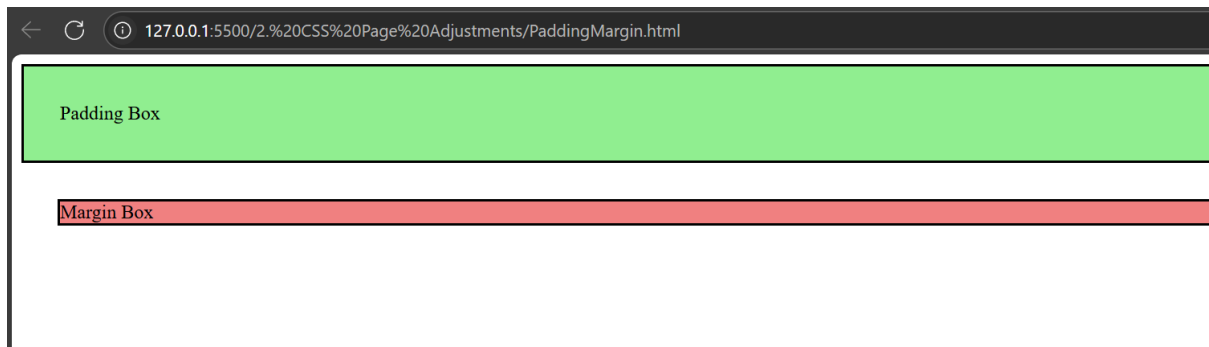 127.0.0.1:5500/2.%20CSS%20Page%20Adjustments/PaddingMargin.html
Padding Box
Margin Box